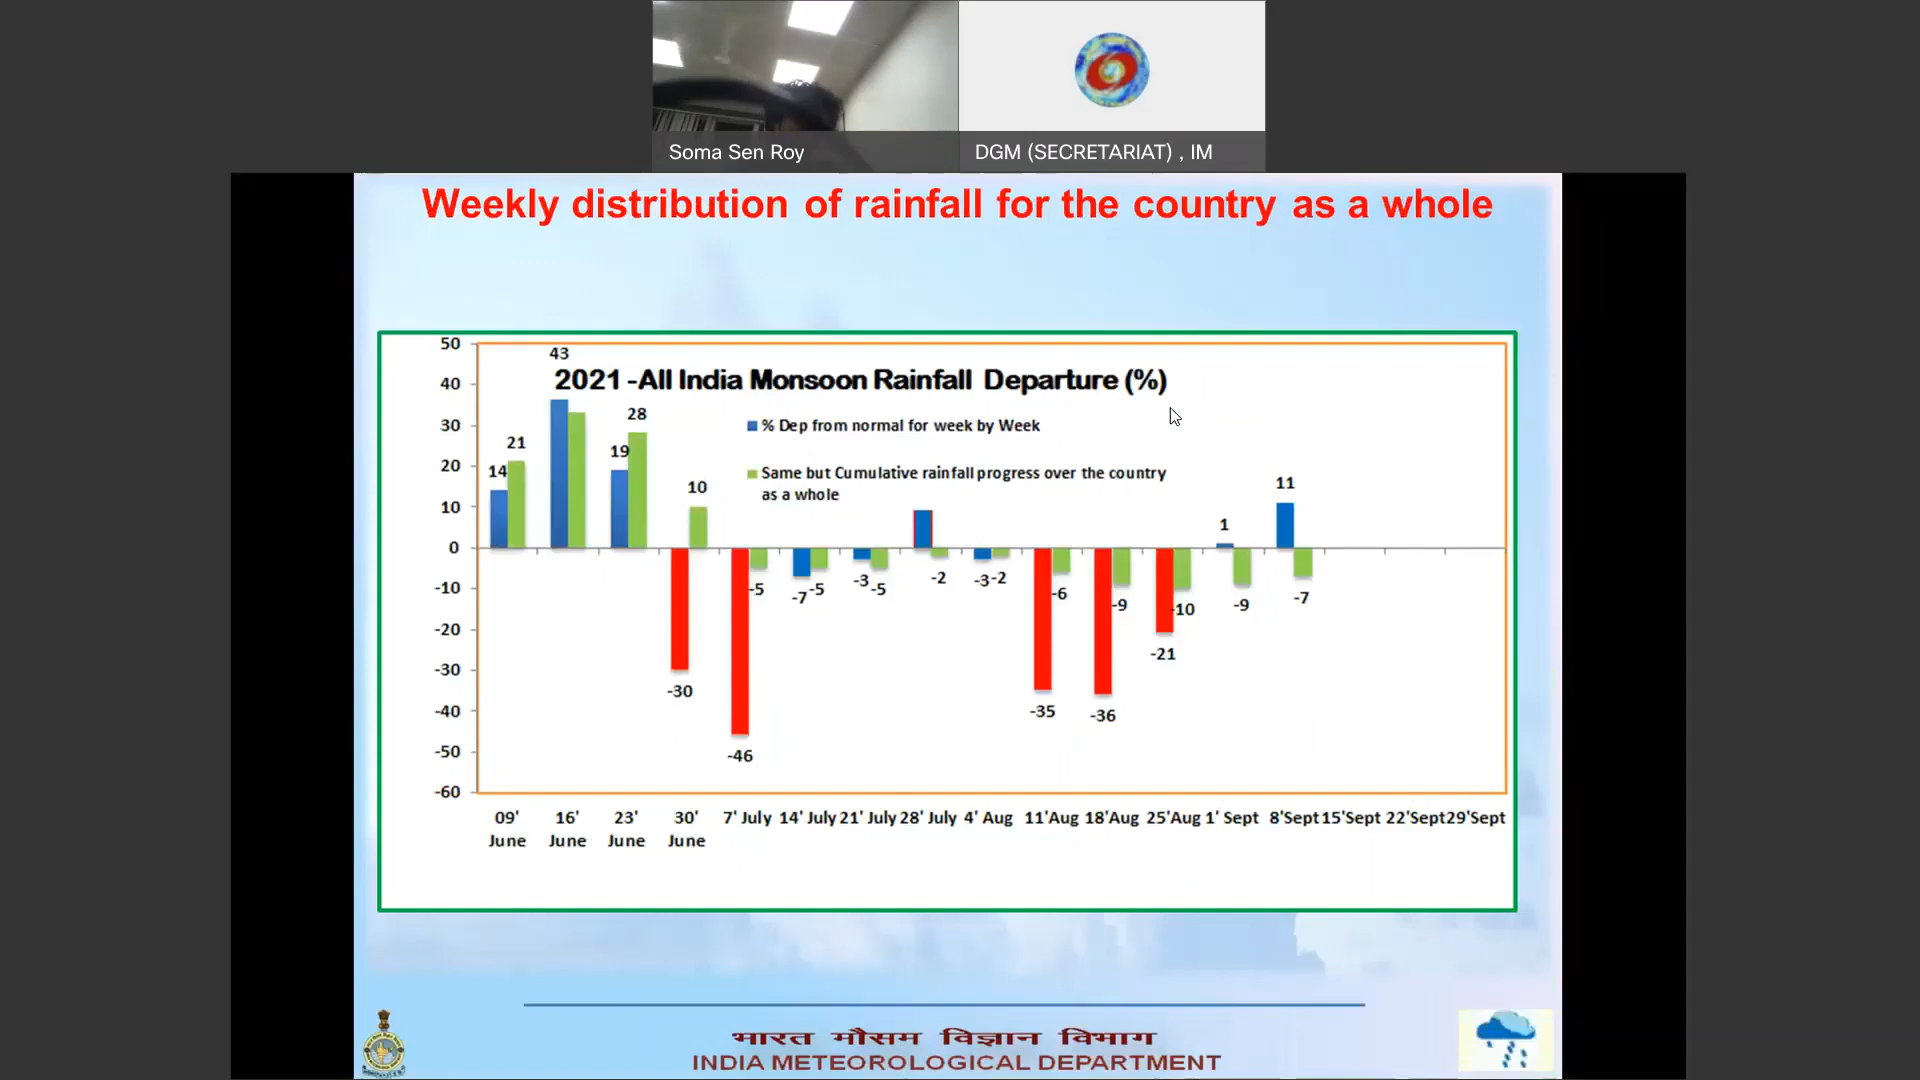 Soma Sen Roy
DGM (SECRETARIAT) , IM
Weekly distribution of rainfall for the country as a whole
2021 -All India Monsoon Rainfall Departure (%)
% Dep from normal for week by Week
Same but Cumulative rainfall progress over the country
as a whole
50
40
30
20
10
0
-10
-20
-30
-40
-50
-60
14
21
43
19
28
-30
10
-46
-5
-7
-5
-3
-5
-2
-3
-2
-35
-6
-36
-9
-21
-10
1
-9
11
-7
09' June
16' June
23' June
30' June
7' July
14' July
21' July
28' July
4' Aug
11'Aug
18'Aug
25'Aug
1' Sept
8'Sept
15'Sept
22'Sept
29'Sept
भारत मौसम विज्ञान विभाग
INDIA METEOROLOGICAL DEPARTMENT